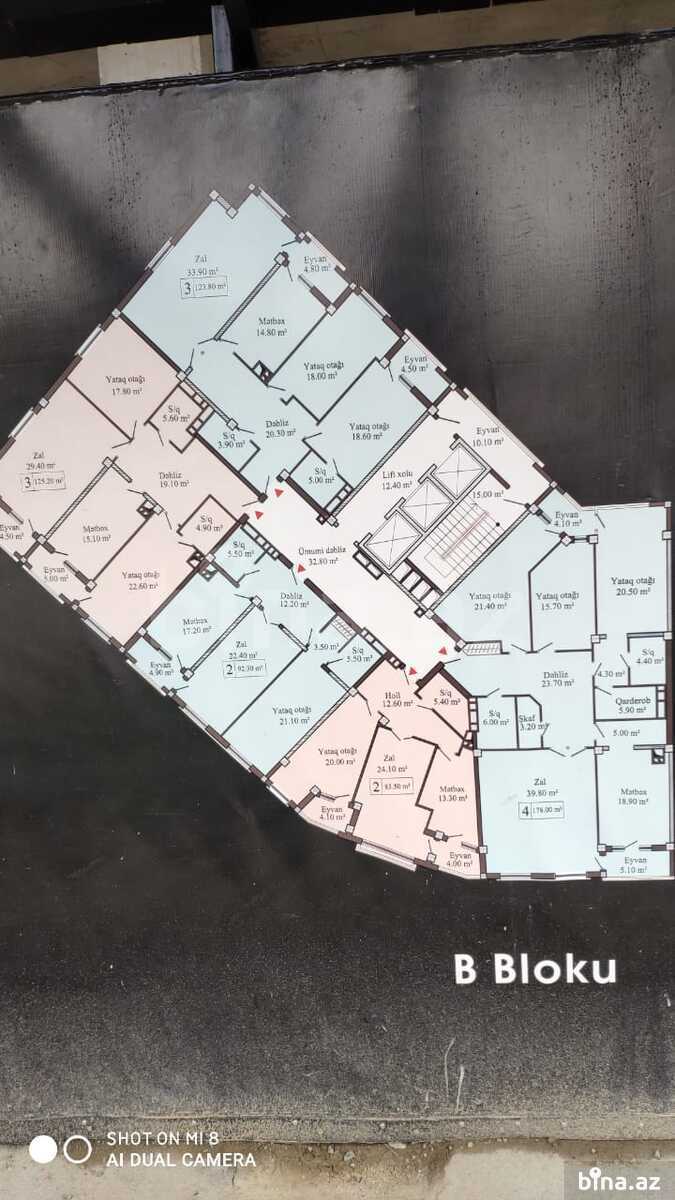 Zal
33.90 m²
3 123.80 m²
Eyvan
4.80 m²
Mətbəx
14.80 m²
Yataq otağı
18.00 m²
Eyvan
4.50 m²
Yataq otağı
17.80 m²
S/q
5.60 m²
S/q
3.90 m²
Dəhliz
20.50 m²
Yataq otağı
18.60 m²
S/q
5.00 m²
Eyvan
10.10 m²
Lift xolu
12.40 m²
15.00 m²
Zal
29.40 m²
3 125.20 m²
Dəhliz
19.10 m²
Mətbəx
15.10 m²
S/q
4.90 m²
Eyvan
4.50 m²
Eyvan
5.00 m²
Yataq otağı
22.60 m²
S/q
5.50 m²
Ümumi dəhliz
32.80 m²
Eyvan
4.10 m²
Yataq otağı
21.40 m²
Yataq otağı
15.70 m²
Yataq otağı
20.50 m²
Dəhliz
12.20 m²
Mətbəx
17.20 m²
Zal
22.40 m²
2 92.30 m²
3.50 m²
S/q
5.50 m²
Eyvan
4.90 m²
Yataq otağı
21.10 m²
Holl
12.60 m²
S/q
5.40 m²
Dəhliz
23.70 m²
S/q
4.40 m²
4.30 m²
Qarderob
5.90 m²
S/q
6.00 m²
Şkaf
3.20 m²
5.00 m²
Yataq otağı
20.00 m²
Zal
24.10 m²
2 83.50 m²
Mətbəx
13.30 m²
Eyvan
4.10 m²
Eyvan
4.00 m²
Zal
39.80 m²
4 178.00 m²
Mətbəx
18.90 m²
Eyvan
5.10 m²
B Bloku
SHOT ON MI 8
AI DUAL CAMERA
bina.az